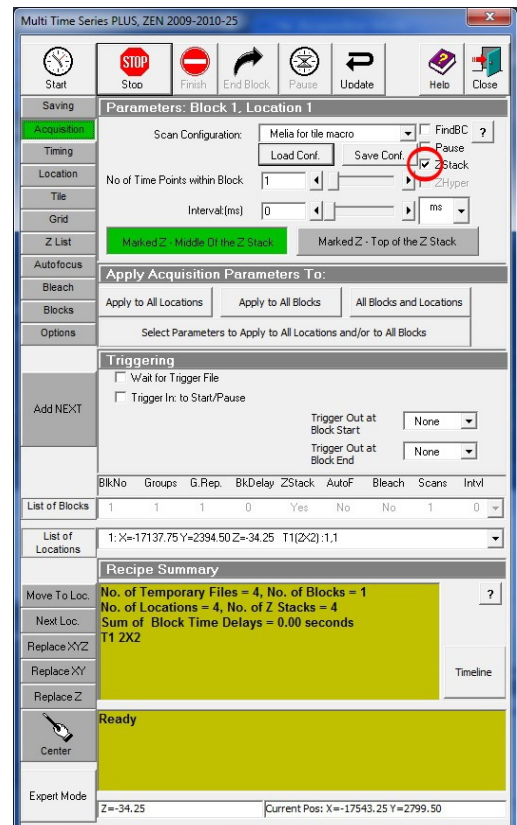 Multi Time Series PLUS, ZEN 2009-2010-25
Start Stop Finish End Block Pause Update Help Close
Saving
Acquisition
Timing
Location
Tile
Grid
Z List
Autofocus
Bleach
Blocks
Options
Add NEXT
List of Blocks
List of
Locations
Move To Loc.
Next Loc.
Replace XYZ
Replace XY
Replace Z
Center
Expert Mode
Parameters: Block 1, Location 1
Scan Configuration: Melia for tile macro FindBC ?
Load Conf. Save Conf. Pause
ZStack
No of Time Points within Block 1 ZHyper
Interval:(ms) 0 ms
Marked Z - Middle Of the Z Stack Marked Z - Top of the Z Stack
Apply Acquisition Parameters To:
Apply to All Locations Apply to All Blocks All Blocks and Locations
Select Parameters to Apply to All Locations and/or to All Blocks
Triggering
Wait for Trigger File
Trigger In: to Start/Pause
Trigger Out at
Block Start None
Trigger Out at
Block End None
BlkNo Groups G.Rep. BkDelay ZStack AutoF Bleach Scans Intvl
1 1 1 0 Yes No No 1 0
1: X=-17137.75 Y=2394.50 Z=-34.25 T1(2X2) :1,1
Recipe Summary
No. of Temporary Files = 4, No. of Blocks = 1
No. of Locations = 4, No. of Z Stacks = 4
Sum of Block Time Delays = 0.00 seconds
T1 2X2
?
Timeline
Ready
Z=-34.25 Current Pos: X=-17543.25 Y=2799.50